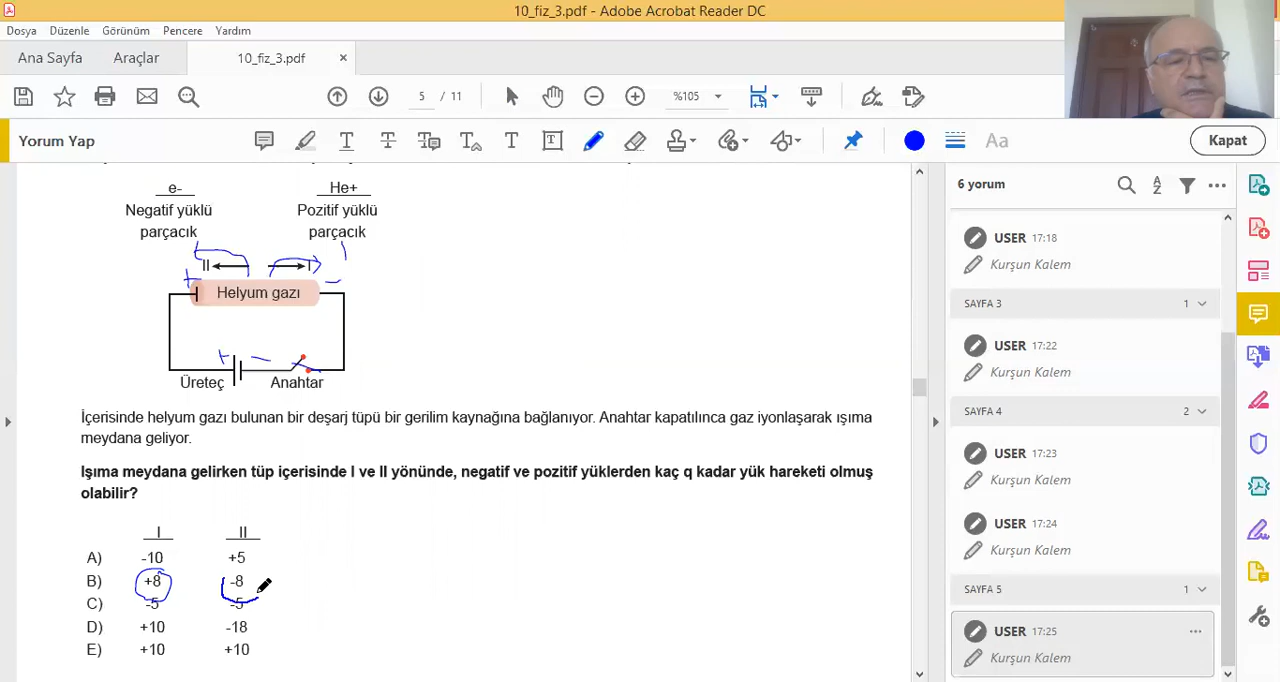 10_fiz_3.pdf - Adobe Acrobat Reader DC
Dosya Düzenle Görünüm Pencere Yardım
Ana Sayfa Araçlar 10_fiz_3.pdf ×
5 / 11 %105
Yorum Yap Aa Kapat
6 yorum
USER 17:18
Kurşun Kalem
SAYFA 3 1
USER 17:22
Kurşun Kalem
SAYFA 4 2
USER 17:23
Kurşun Kalem
USER 17:24
Kurşun Kalem
SAYFA 5 1
USER 17:25
Kurşun Kalem
e- He+
Negatif yüklü Pozitif yüklü
parçacık parçacık
II I
+ -
Helyum gazı
+ -
Üreteç Anahtar
İçerisinde helyum gazı bulunan bir deşarj tüpü bir gerilim kaynağına bağlanıyor. Anahtar kapatılınca gaz iyonlaşarak ışıma
meydana geliyor.
Işıma meydana gelirken tüp içerisinde I ve II yönünde, negatif ve pozitif yüklerden kaç q kadar yük hareketi olmuş
olabilir?
I II
A) -10 +5
B) +8 -8
C) -5 -5
D) +10 -18
E) +10 +10